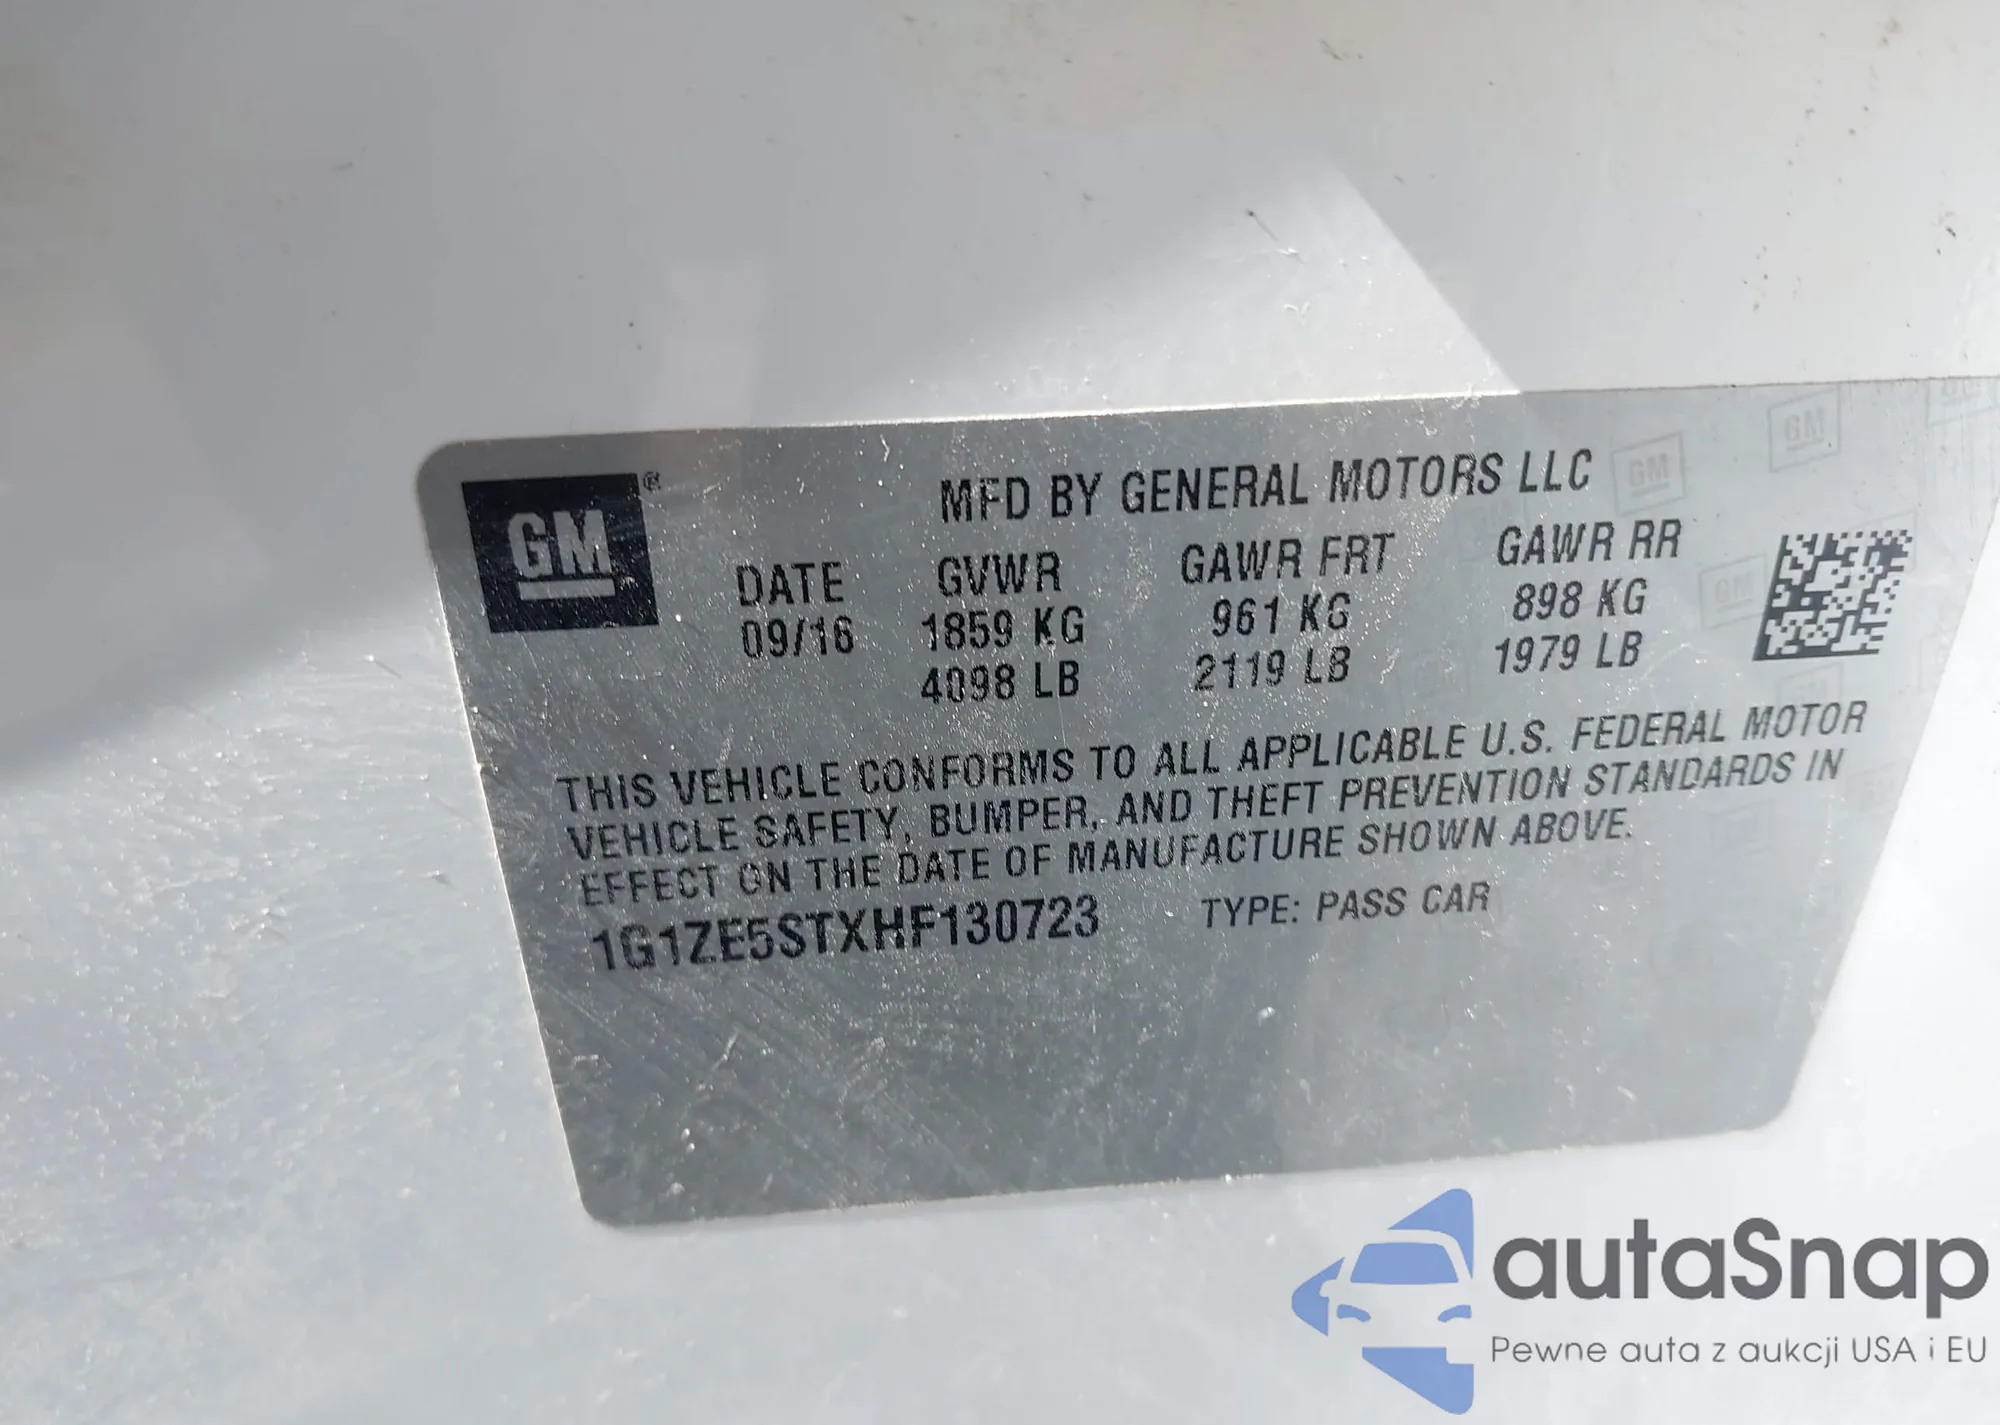 GM®
MFD BY GENERAL MOTORS LLC
DATE GVWR GAWR FRT GAWR RR
09/16 1859 KG 961 KG 898 KG
4098 LB 2119 LB 1979 LB
THIS VEHICLE CONFORMS TO ALL APPLICABLE U.S. FEDERAL MOTOR
VEHICLE SAFETY, BUMPER, AND THEFT PREVENTION STANDARDS IN
EFFECT ON THE DATE OF MANUFACTURE SHOWN ABOVE.
1G1ZE5STXHF130723 TYPE: PASS CAR
autaSnap
Pewne auta z aukcji USA i EU